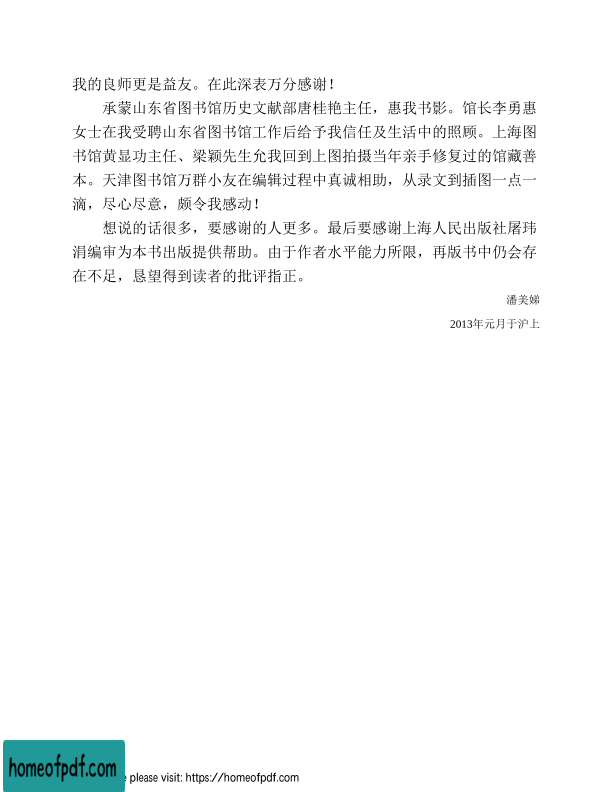 我的良师更是益友。在此深表万分感谢！
承蒙山东省图书馆历史文献部唐桂艳主任，惠我书影。馆长李勇惠
女士在我受聘山东省图书馆工作后给予我信任及生活中的照顾。上海图
书馆黄显功主任、梁颖先生允我回到上图拍摄当年亲手修复过的馆藏善
本。天津图书馆万群小友在编辑过程中真诚相助，从录文到插图一点一
滴，尽心尽意，颇令我感动！
想说的话很多，要感谢的人更多。最后要感谢上海人民出版社屠玮
涓编审为本书出版提供帮助。由于作者水平能力所限，再版书中仍会存
在不足，恳望得到读者的批评指正。
潘美娣
2013年元月于沪上
homeofpdf.com
e please visit: https://homeofpdf.com